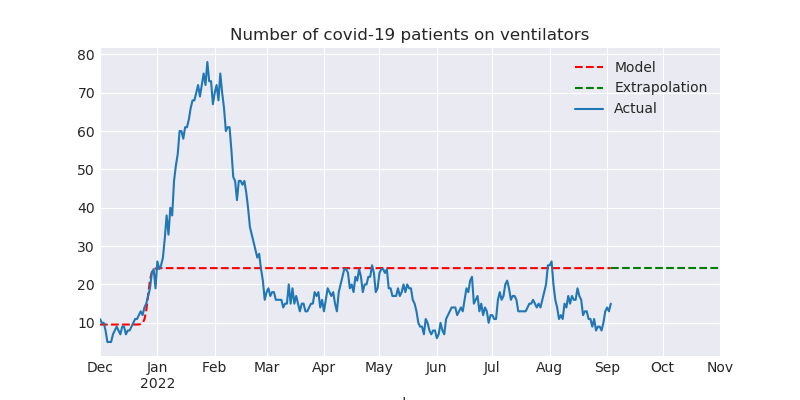 Number of covid-19 patients on ventilators
80
70
60
50
40
30
20
10
Model
Extrapolation
Actual
Dec Jan Feb Mar Apr May Jun Jul Aug Sep Oct Nov
2022